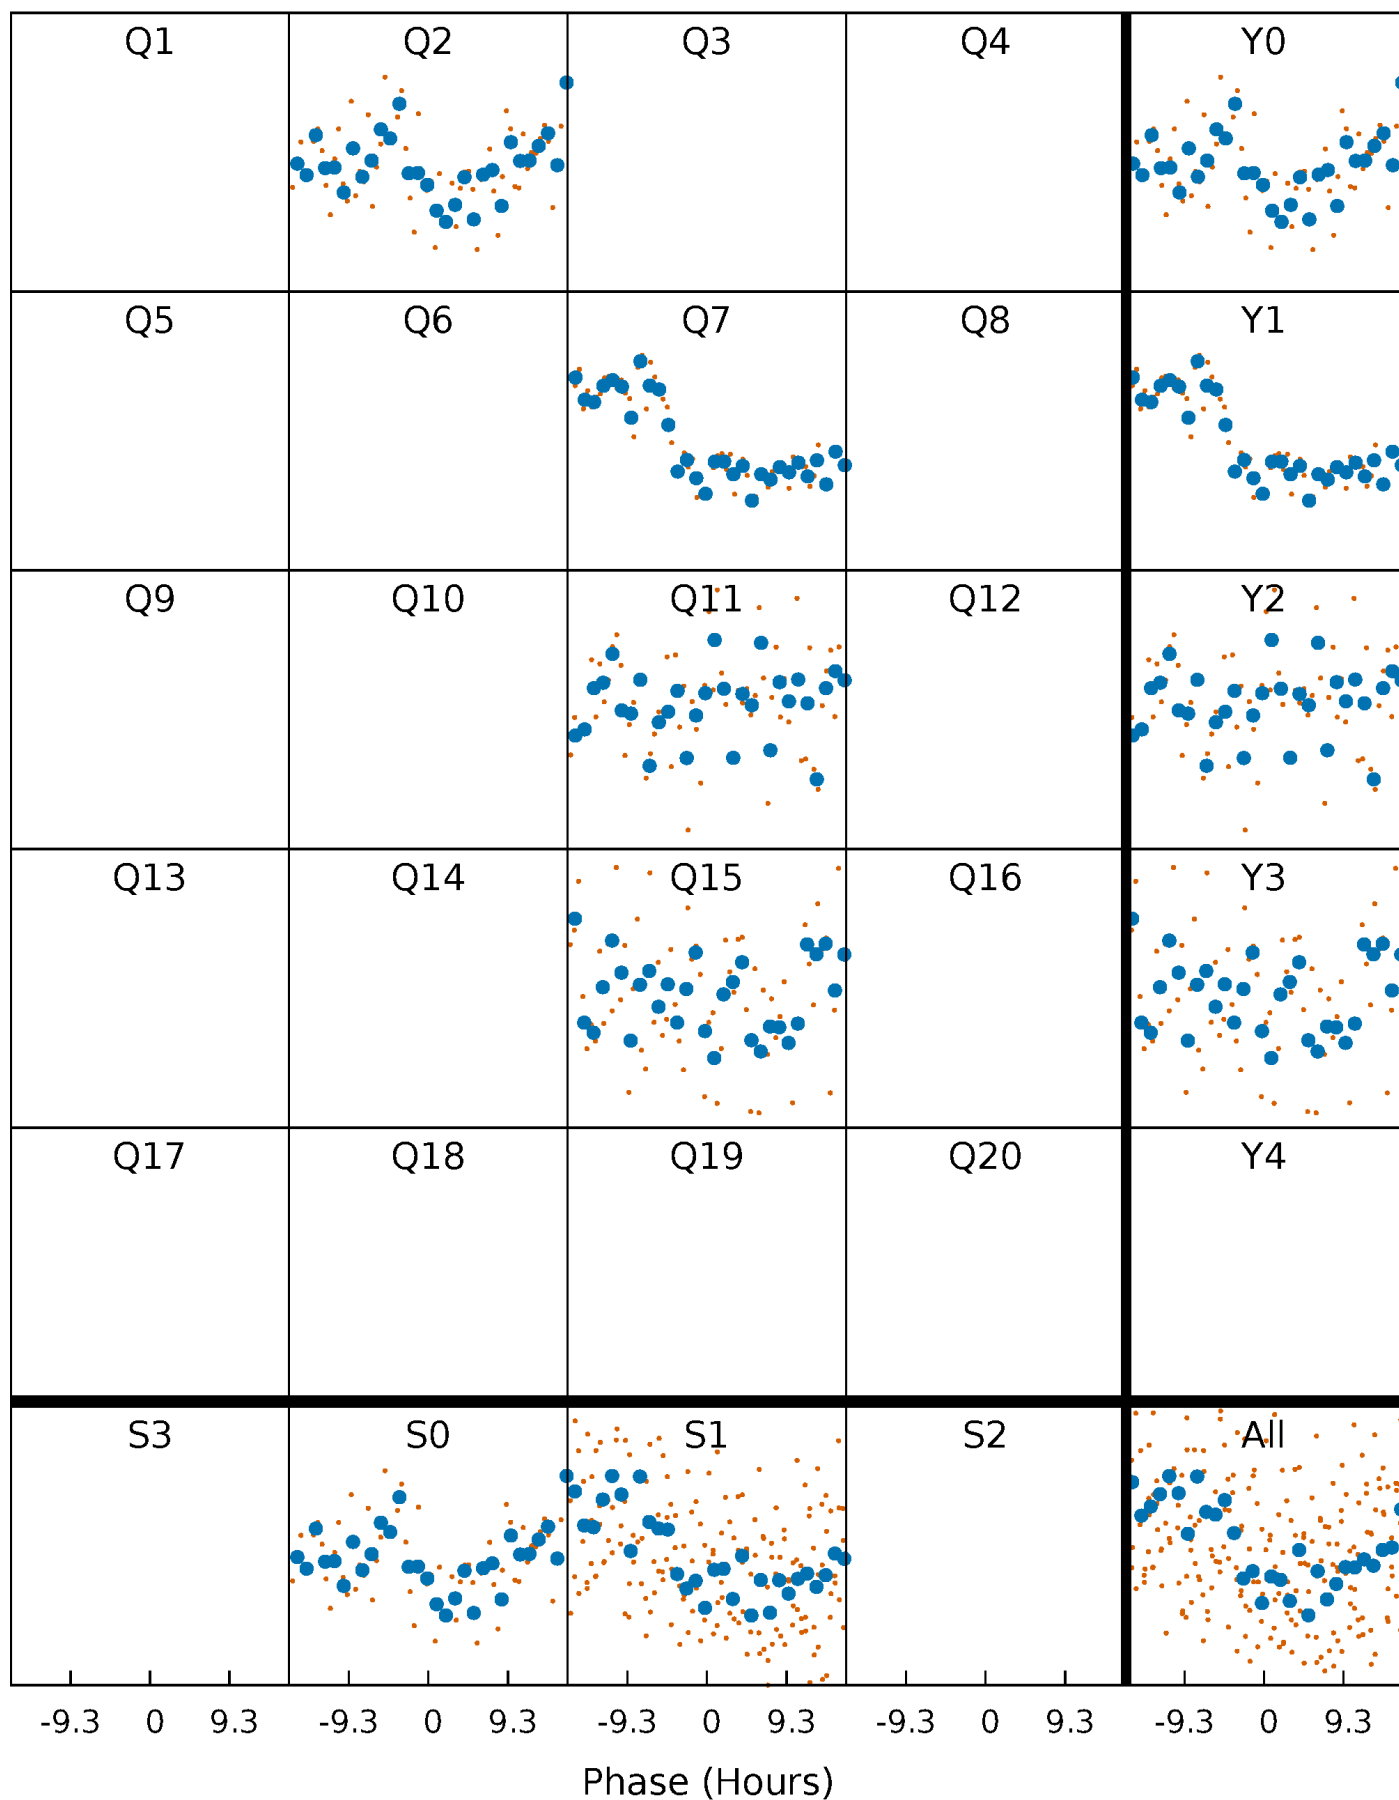 Q1 Q2 Q3 Q4 Y0
Q5 Q6 Q7 Q8 Y1
Q9 Q10 Q11 Q12 Y2
Q13 Q14 Q15 Q16 Y3
Q17 Q18 Q19 Q20 Y4
S3 S0 S1 S2 All
-9.3 0 9.3 -9.3 0 9.3 -9.3 0 9.3 -9.3 0 9.3 -9.3 0 9.3
Phase (Hours)